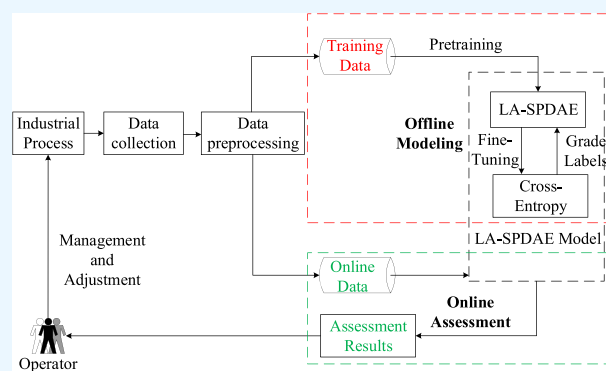 Training
Data
Pretraining
Industrial
Process
Data
collection
Data
preprocessing
Offline
Modeling
LA-SPDAE
Fine-
Tuning
Grade
Labels
Cross-
Entropy
LA-SPDAE Model
Management
and
Adjustment
Online
Data
Online
Assessment
Assessment
Results
Operator